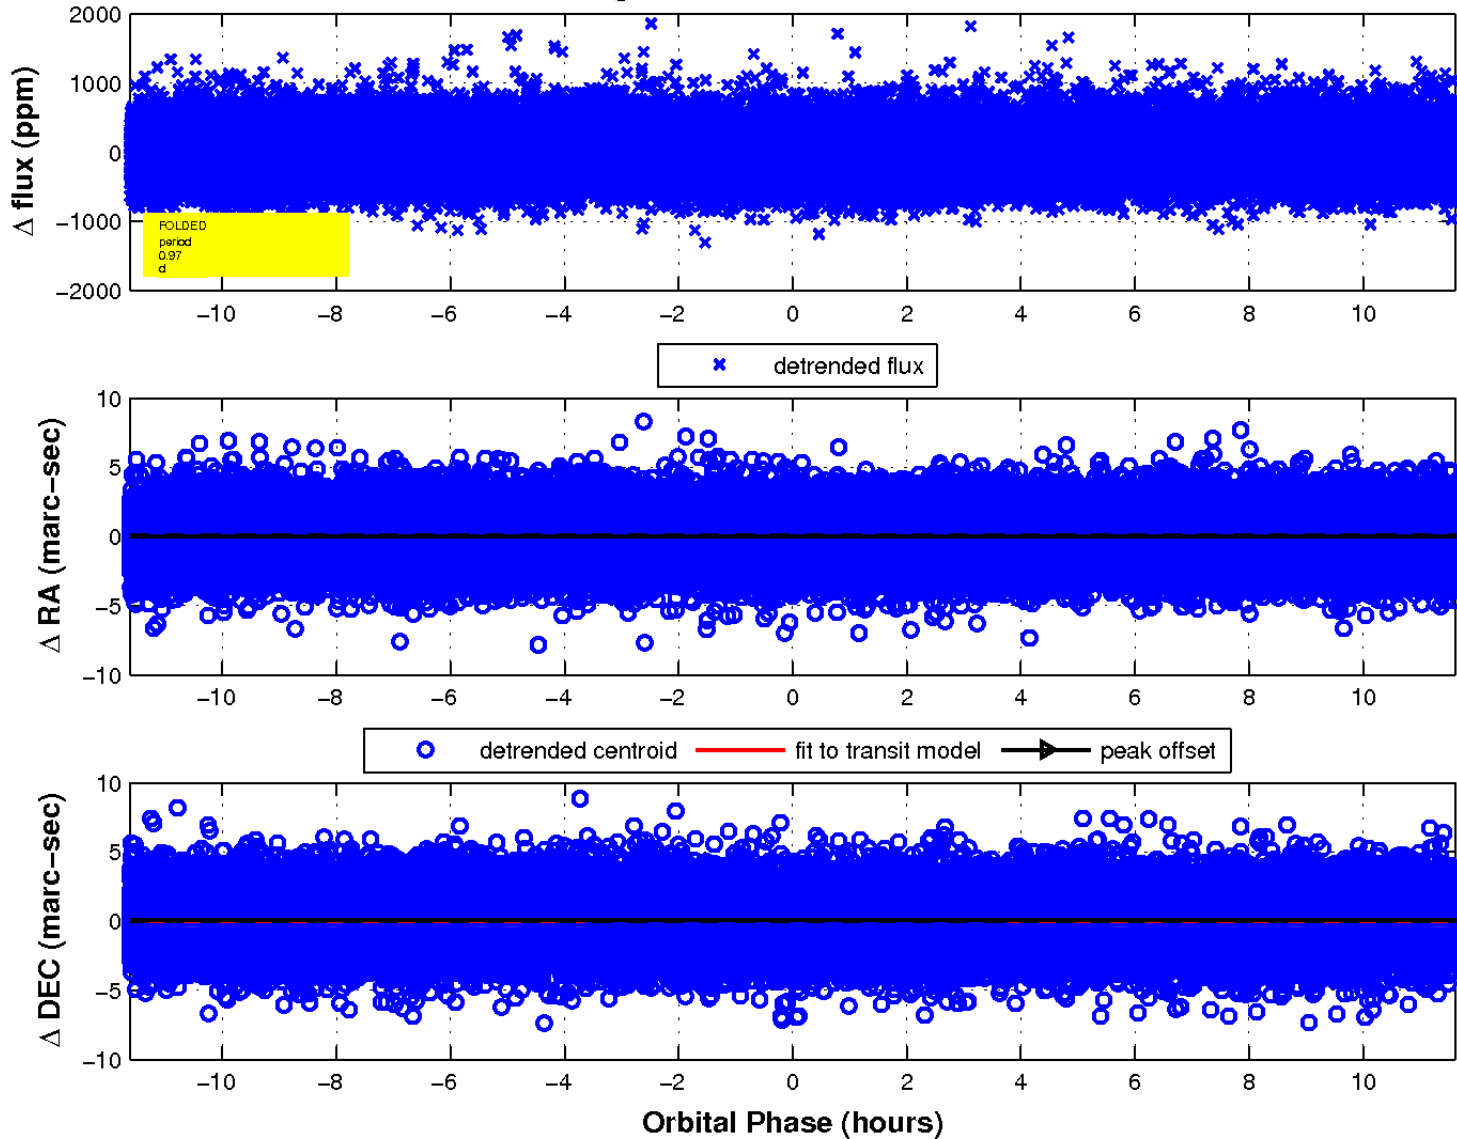 2000
1000
0
−1000
−2000
Δ flux (ppm)
FOLDED
period
0.97
d
−10 −8 −6 −4 −2 0 2 4 6 8 10
detrended flux
10
5
0
−5
−10
Δ RA (marc−sec)
−10 −8 −6 −4 −2 0 2 4 6 8 10
detrended centroid fit to transit model peak offset
10
5
0
−5
−10
Δ DEC (marc−sec)
−10 −8 −6 −4 −2 0 2 4 6 8 10
Orbital Phase (hours)